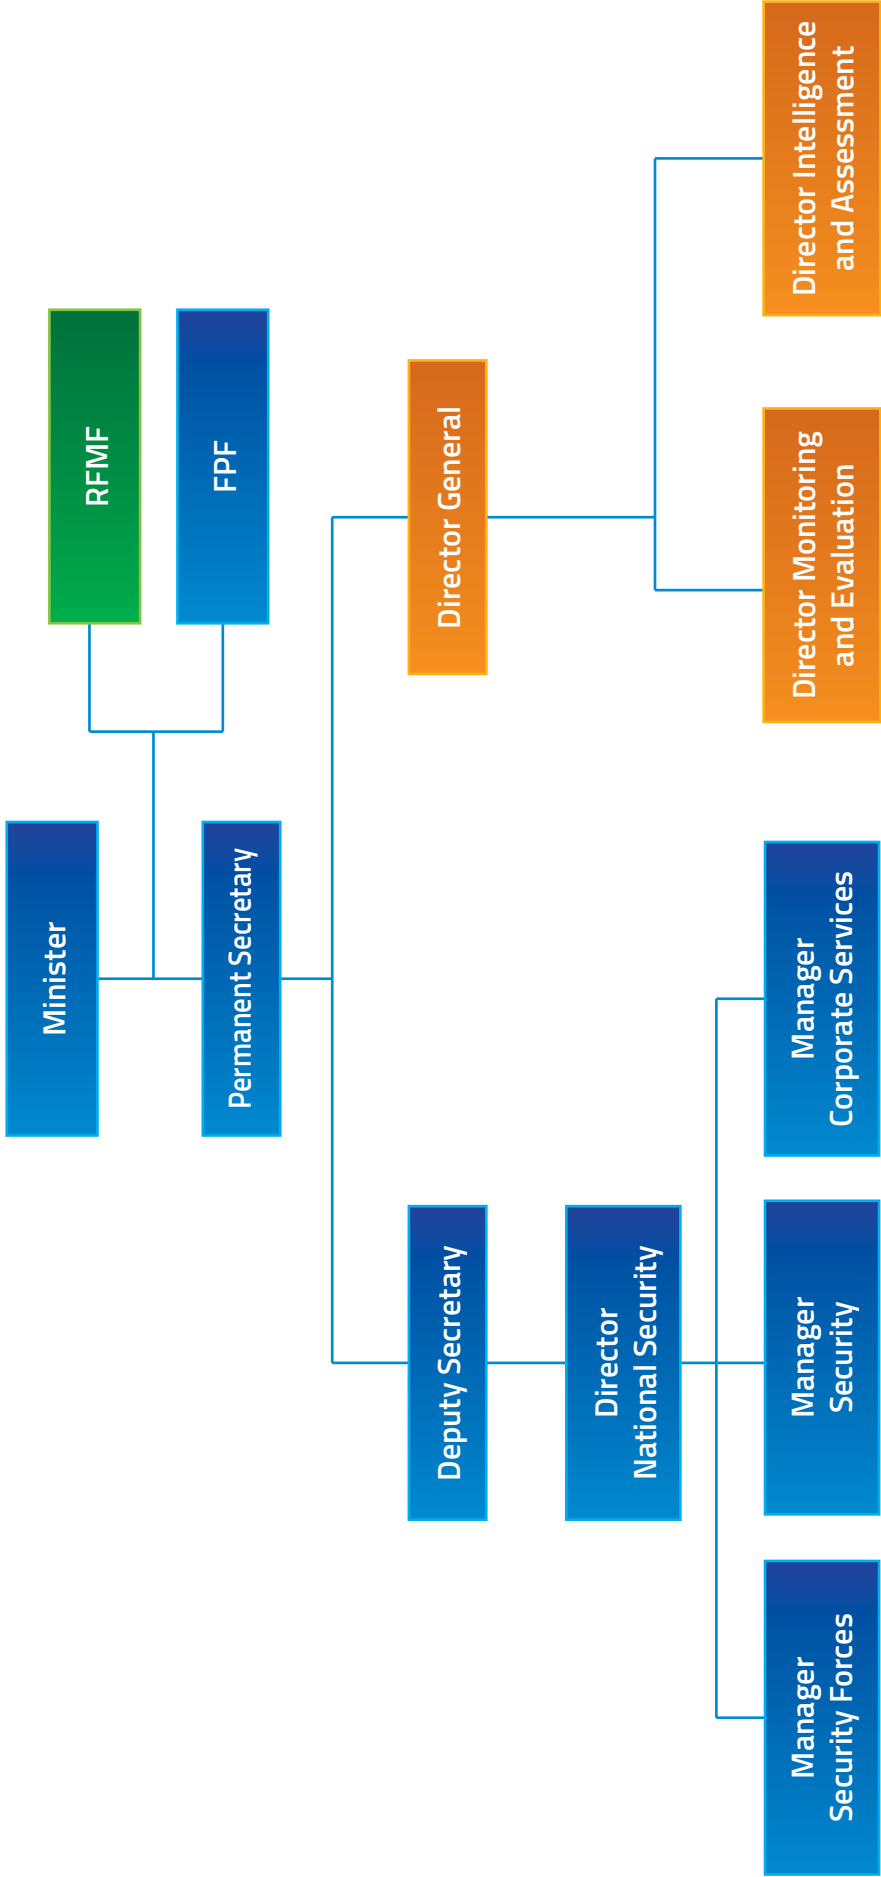 Minister
RFMF
FPF
Permanent Secretary
Deputy Secretary
Director General
Director
National Security
Manager
Security Forces
Manager
Security
Manager
Corporate Services
Director Monitoring
and Evaluation
Director Intelligence
and Assessment